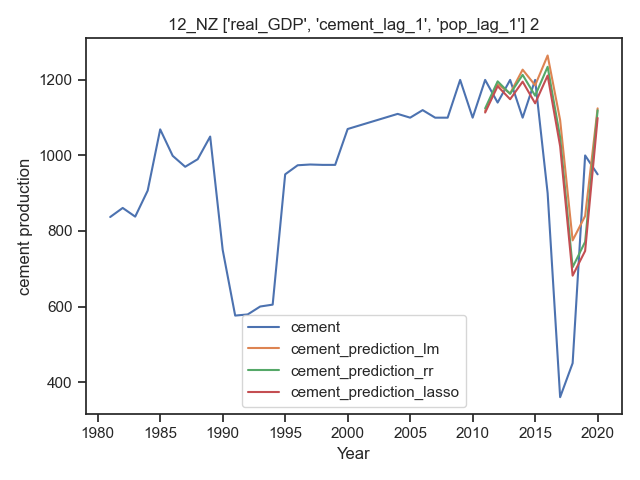 12_NZ ['real_GDP', 'cement_lag_1', 'pop_lag_1'] 2
cement production
1200
1000
800
600
400
cement
cement_prediction_lm
cement_prediction_rr
cement_prediction_lasso
1980 1985 1990 1995 2000 2005 2010 2015 2020
Year